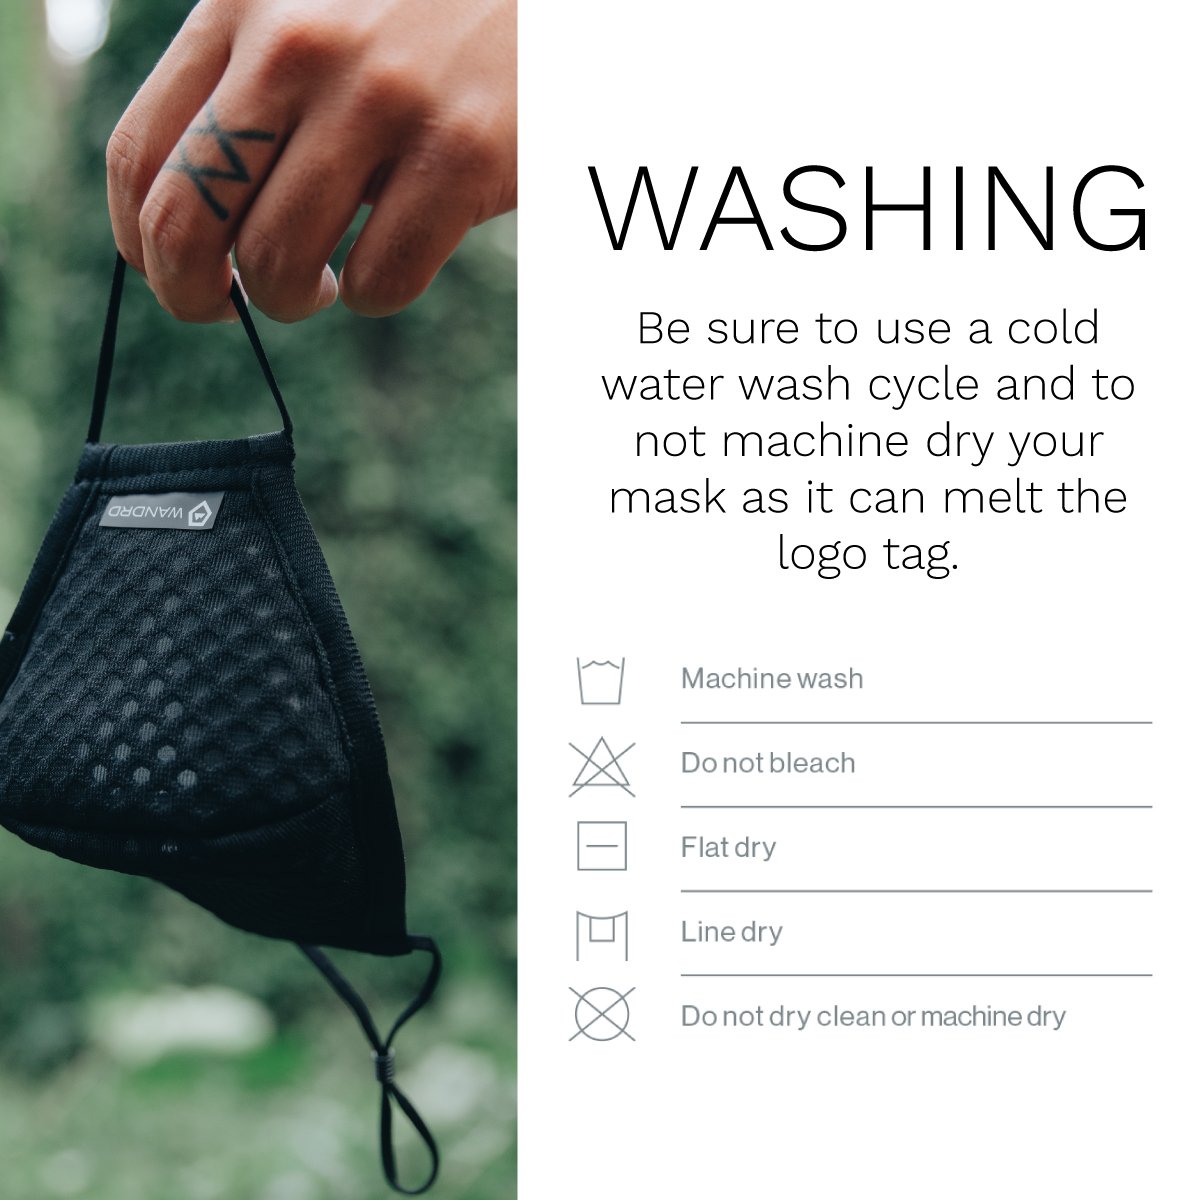 WANDRD
WASHING
Be sure to use a cold
water wash cycle and to
not machine dry your
mask as it can melt the
logo tag.
Machine wash
Do not bleach
Flat dry
Line dry
Do not dry clean or machine dry